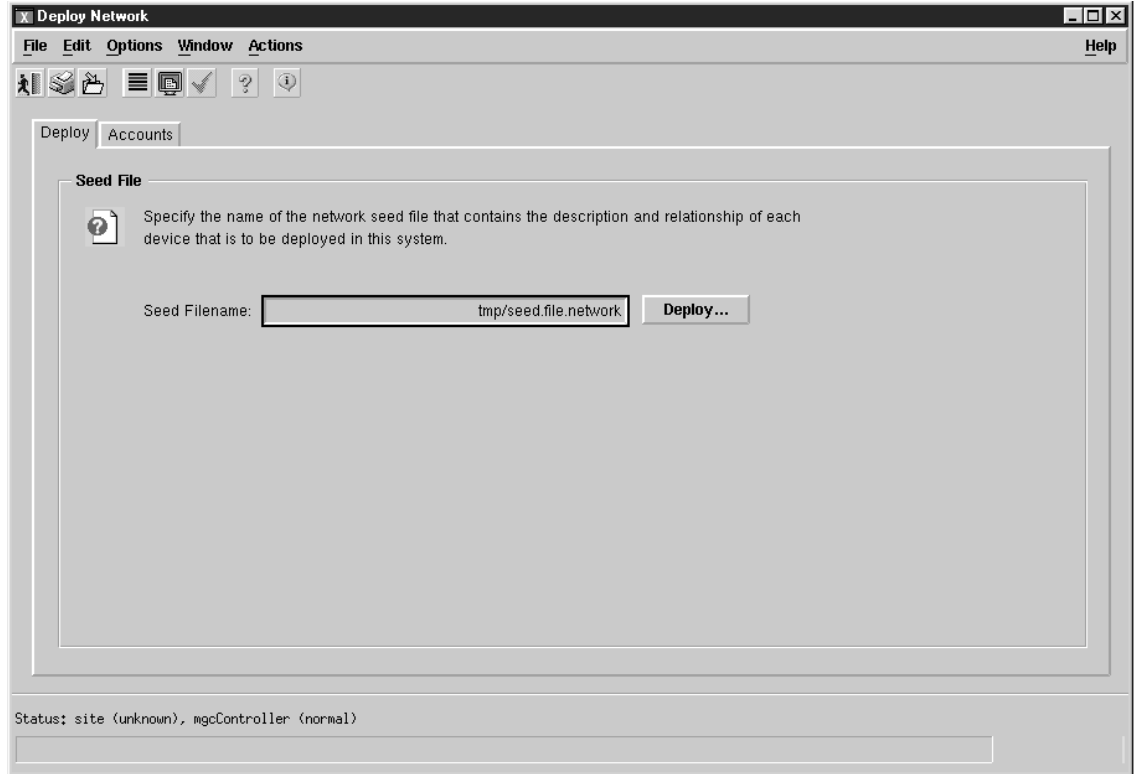 X Deploy Network
File Edit Options Window Actions Help
Deploy Accounts
Seed File
Specify the name of the network seed file that contains the description and relationship of each
device that is to be deployed in this system.
Seed Filename: tmp/seed.file.network Deploy...
Status: site (unknown), mgcController (normal)